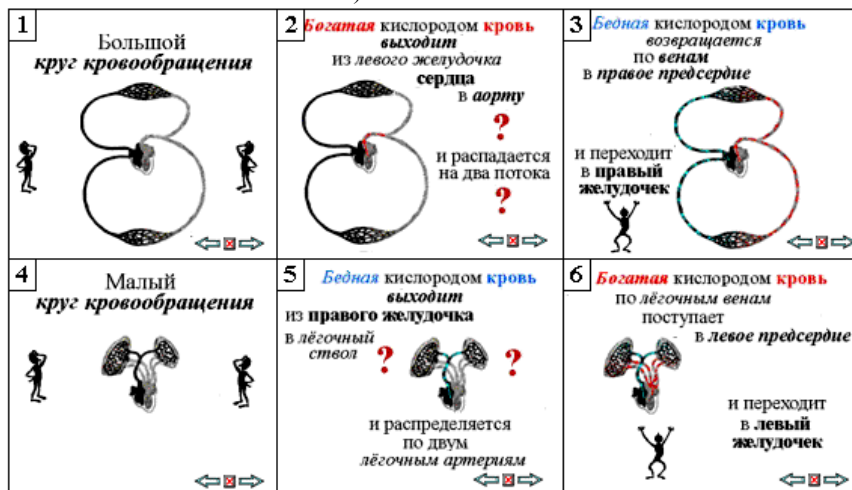 1
Большой
круг кровообращения
2
Богатая кислородом кровь
выходит
из левого желудочка
сердца
в аорту
?
и распадается
на два потока
?
3
Бедная кислородом кровь
возвращается
по венам
в правое предсердие
и переходит
в правый
желудочек
4
Малый
круг кровообращения
5
Бедная кислородом кровь
выходит
из правого желудочка
в лёгочный
ствол
? ?
и распределяется
по двум
лёгочным артериям
6
Богатая кислородом кровь
по лёгочным венам
поступает
в левое предсердие
и переходит
в левый
желудочек